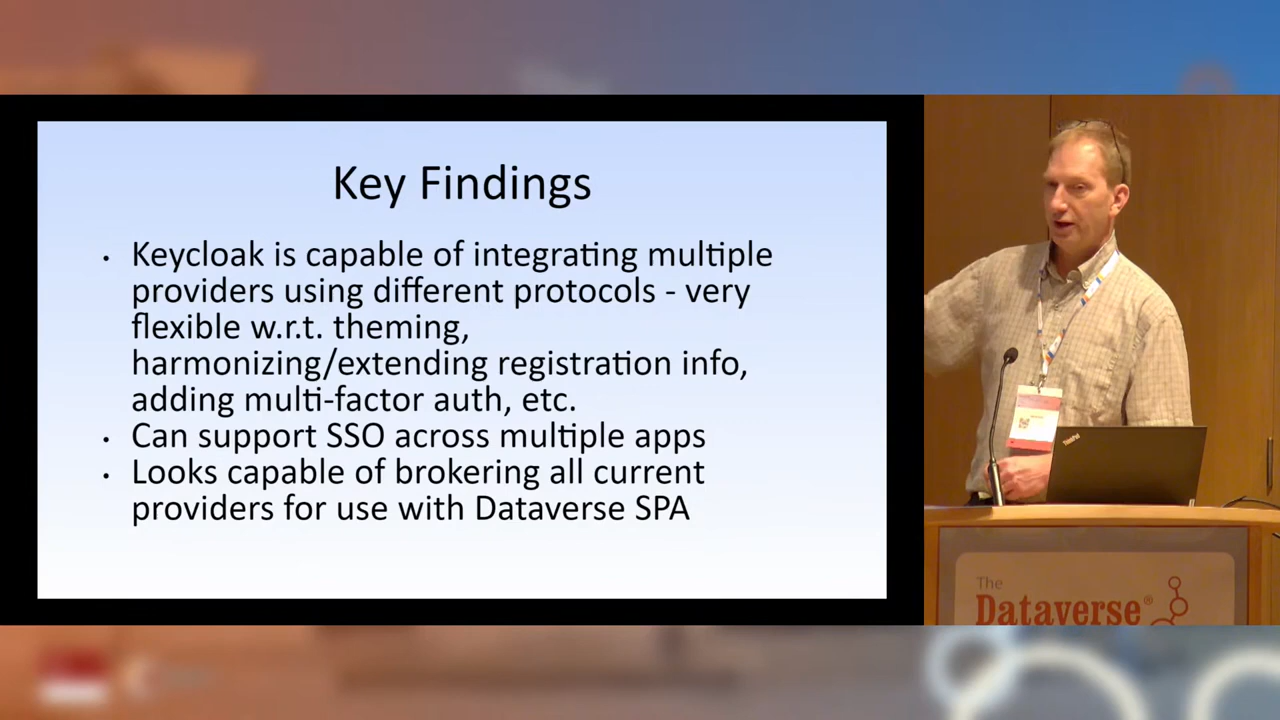 Key Findings
• Keycloak is capable of integrating multiple
providers using different protocols - very
flexible w.r.t. theming,
harmonizing/extending registration info,
adding multi-factor auth, etc.
• Can support SSO across multiple apps
• Looks capable of brokering all current
providers for use with Dataverse SPA
ThinkPad
The
Dataverse®